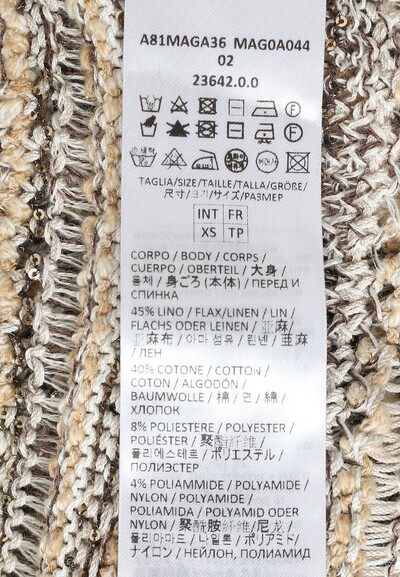 A81MAGA36 MAG0A044
02
23642.0.0
TAGLIA/SIZE/TAILLE/TALLA/GRÖßE/
尺寸/크기/サイズ/РАЗМЕР
INT FR
XS TP
CORPO / BODY / CORPS /
CUERPO / OBERTEIL / 大身 /
몸체 / 身ごろ (本体) / ПЕРЕД И
СПИНКА
45% LINO / FLAX/LINEN / LIN /
FLACHS ODER LEINEN / 亚麻/
亚麻布 / 아마 섬유 / 린넨 / 亜麻
/ ЛЕН
40% COTONE / COTTON /
COTON / ALGODÓN /
BAUMWOLLE / 棉 / 면 / 綿 /
ХЛОПОК
8% POLIESTERE / POLYESTER /
POLIÉSTER / 聚酯纤维 /
폴리에스테르 / ポリエステル /
ПОЛИЭСТЕР
4% POLIAMMIDE / POLYAMIDE /
NYLON / POLYAMIDE /
POLIAMIDA / POLYAMID ODER
NYLON / 聚酰胺纤维/尼龙 /
폴리아마드 / 나일론 / ポリアミド/
ナイロン / НЕЙЛОН, ПОЛИАМИД